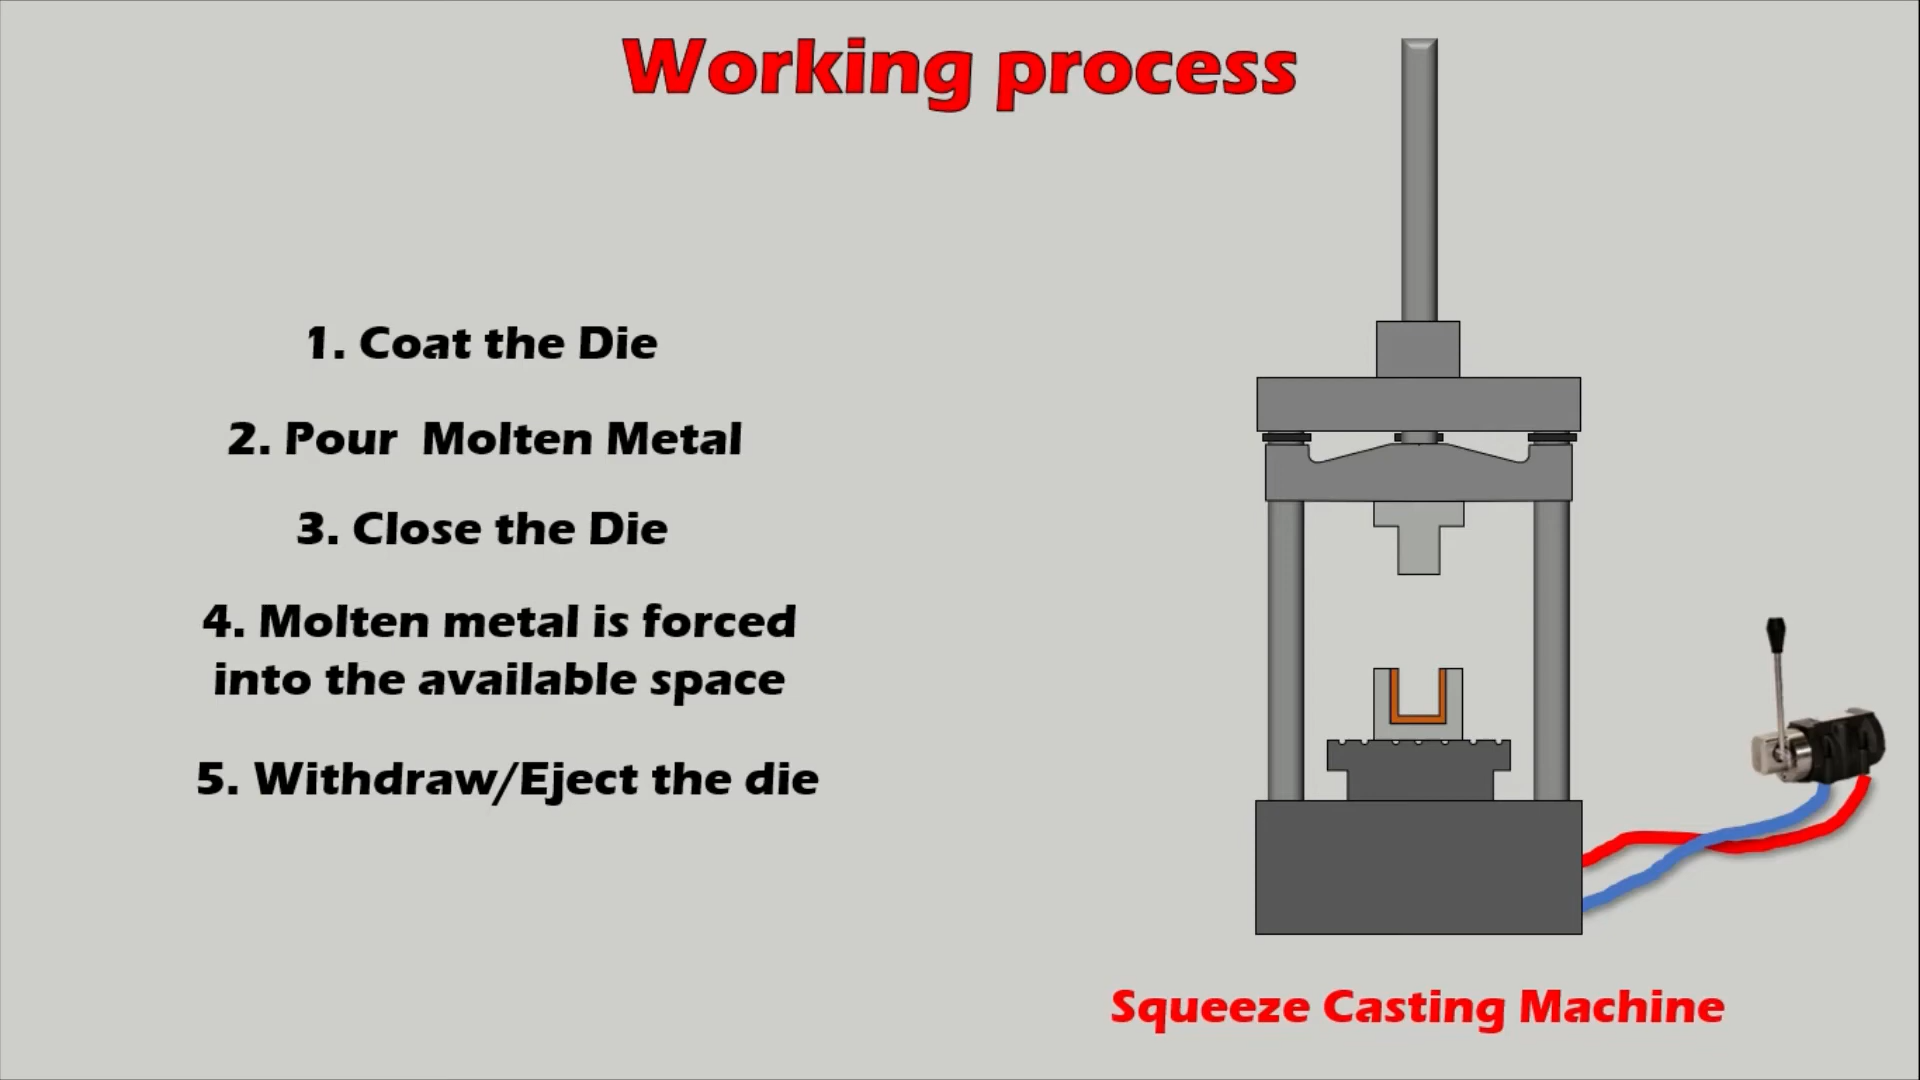 Working process
1. Coat the Die
2. Pour  Molten Metal
3. Close the Die
4. Molten metal is forced
into the available space
5. Withdraw/Eject the die
Squeeze Casting Machine